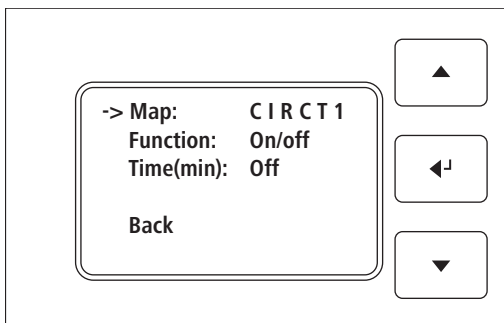 -> Map: C I R C T 1
Function: On/off
Time(min): Off
Back